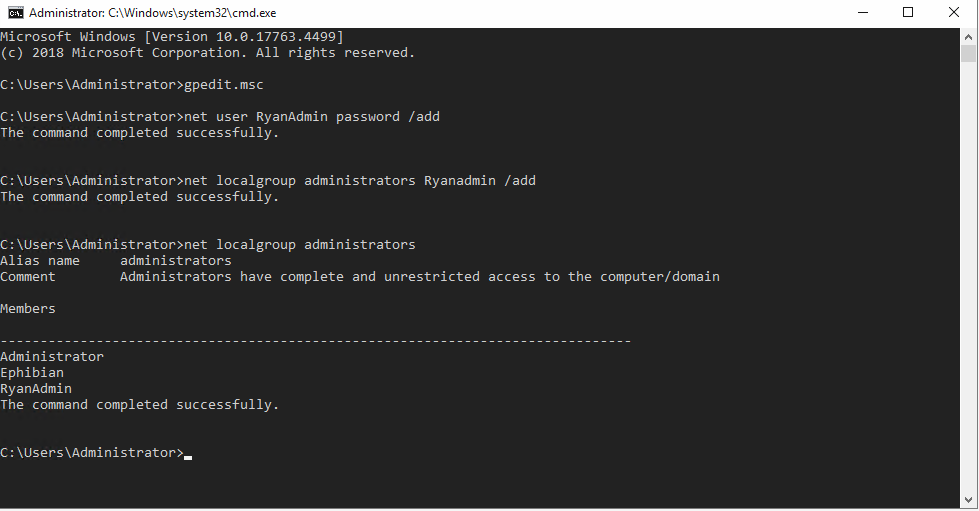 Administrator: C:\Windows\system32\cmd.exe
Microsoft Windows [Version 10.0.17763.4499]
(c) 2018 Microsoft Corporation. All rights reserved.
C:\Users\Administrator>gpedit.msc
C:\Users\Administrator>net user RyanAdmin password /add
The command completed successfully.
C:\Users\Administrator>net localgroup administrators Ryanadmin /add
The command completed successfully.
C:\Users\Administrator>net localgroup administrators
Alias name     administrators
Comment        Administrators have complete and unrestricted access to the computer/domain
Members
-------------------------------------------------------------------------------
Administrator
Ephibian
RyanAdmin
The command completed successfully.
C:\Users\Administrator>